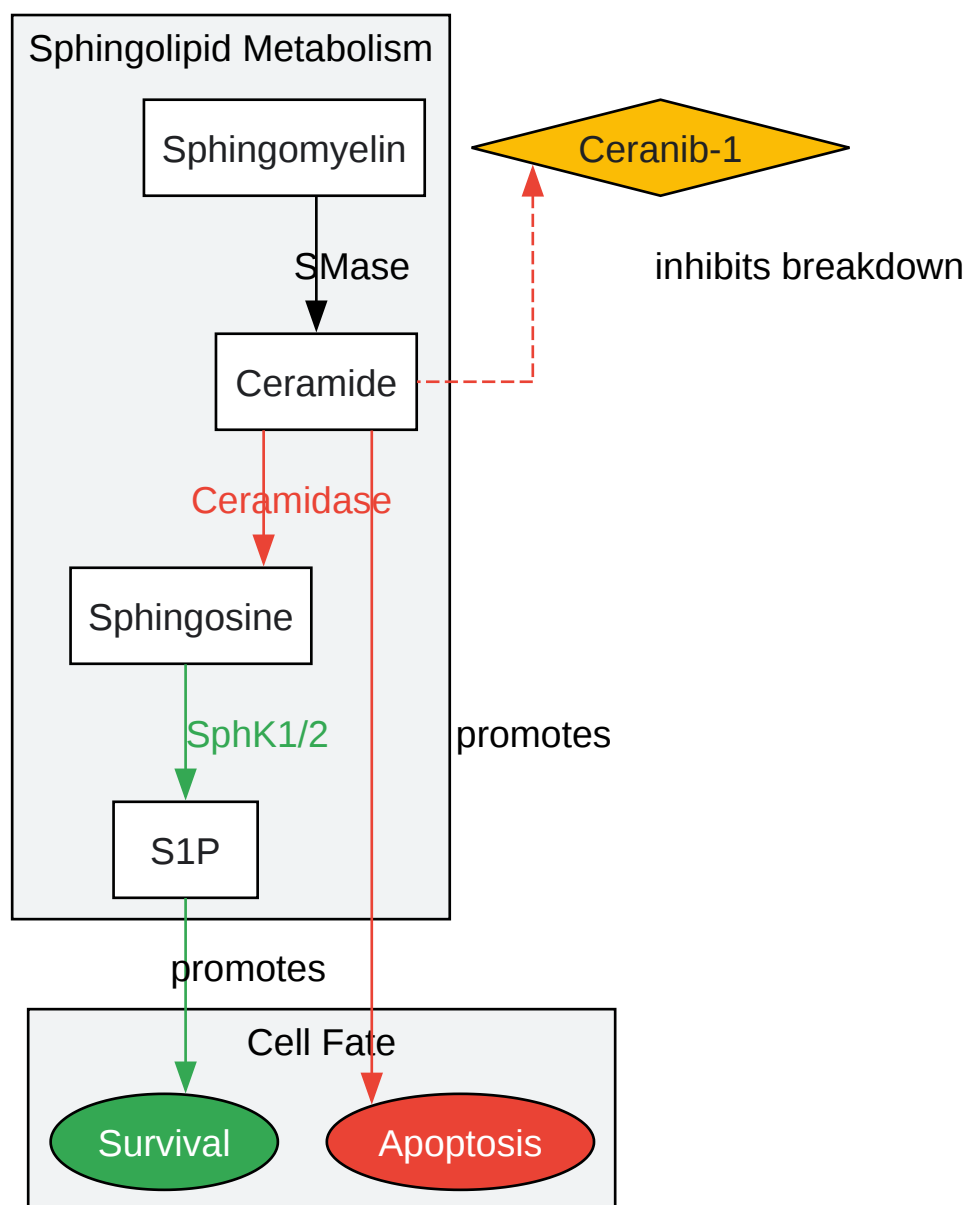 Sphingolipid Metabolism
Sphingomyelin
Ceranib-1
SMase
inhibits breakdown
Ceramide
Ceramidase
Sphingosine
SphK1/2
promotes
S1P
promotes
Cell Fate
Survival
Apoptosis